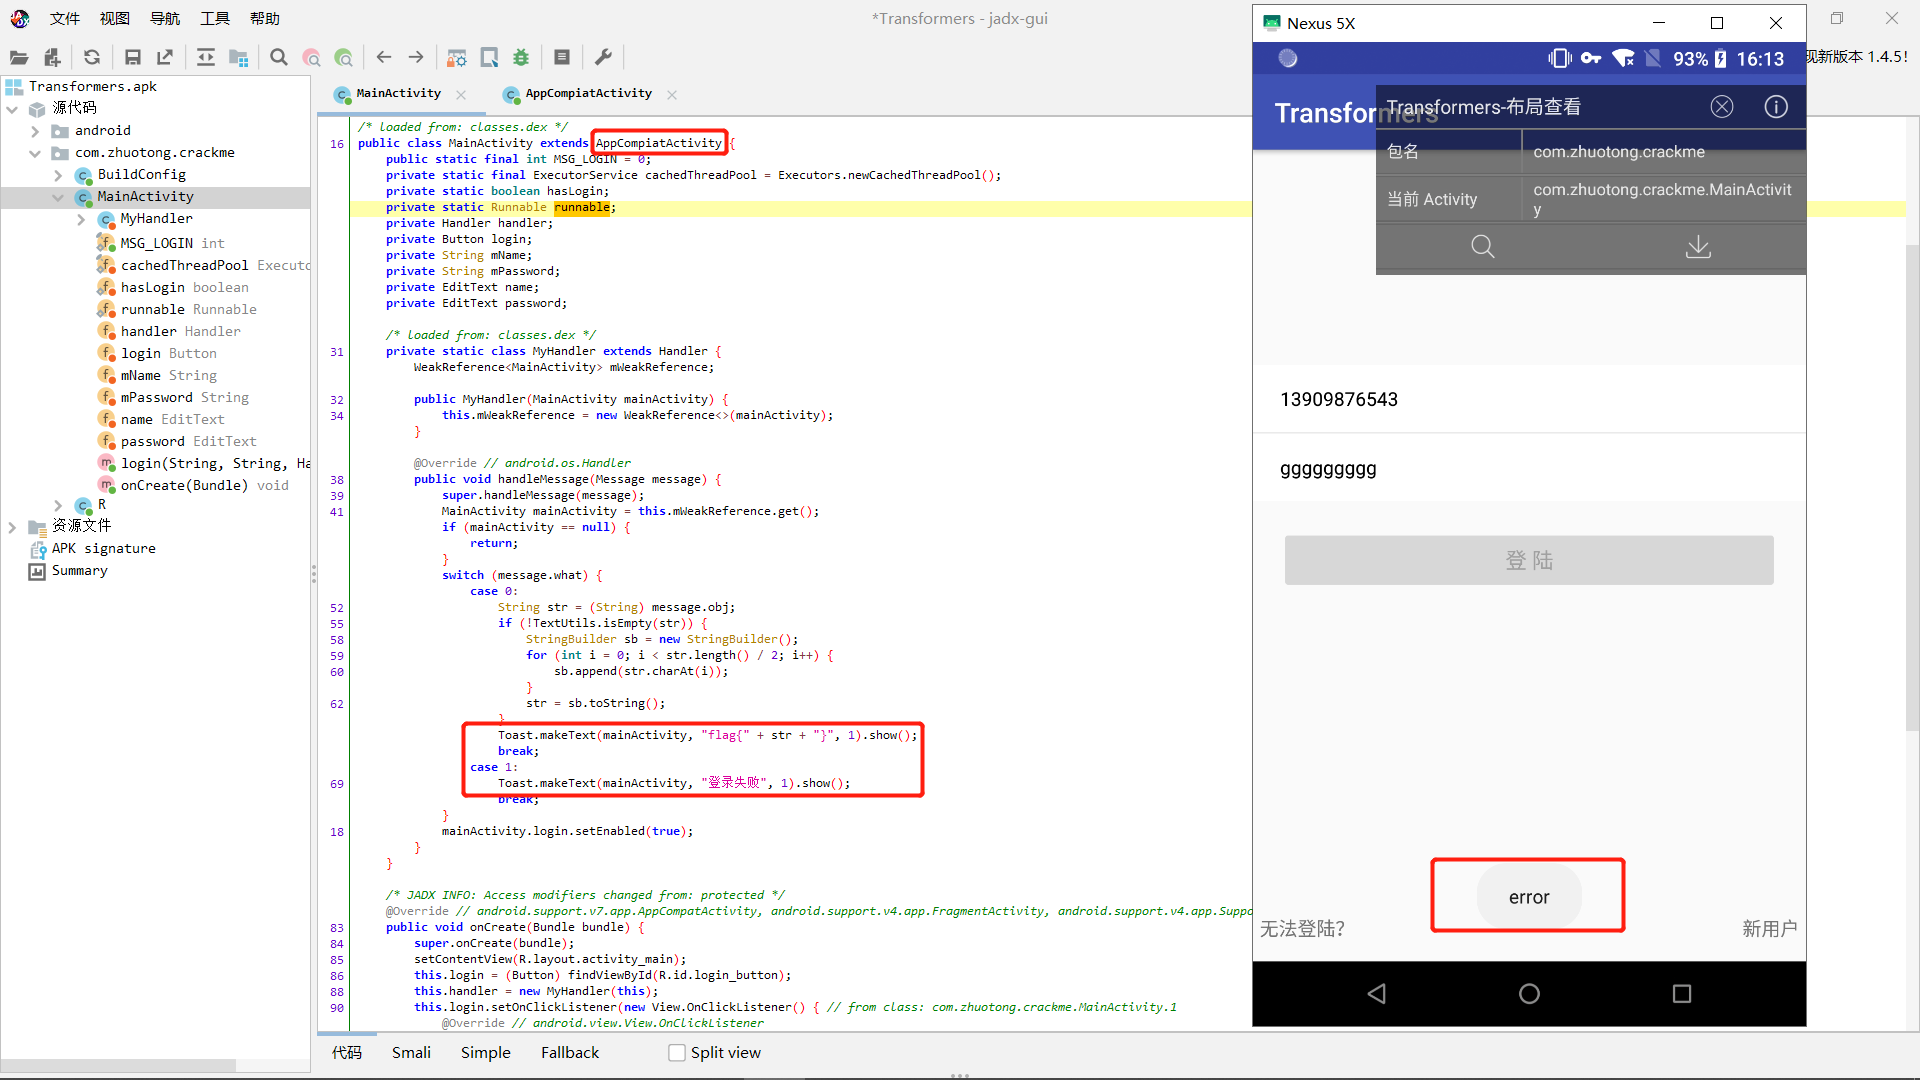 文件 视图 导航 工具 帮助
*Transformers - jadx-gui
现新版本 1.4.5!
Transformers.apk
源代码
android
com.zhuotong.crackme
BuildConfig
MainActivity
MyHandler
MSG_LOGIN int
cachedThreadPool Executo
hasLogin boolean
runnable Runnable
handler Handler
login Button
mName String
mPassword String
name EditText
password EditText
login(String, String, Ha
onCreate(Bundle) void
R
资源文件
APK signature
Summary
MainActivity
AppCompiatActivity
/* loaded from: classes.dex */
16 public class MainActivity extends AppCompiatActivity {
public static final int MSG_LOGIN = 0;
private static final ExecutorService cachedThreadPool = Executors.newCachedThreadPool();
private static boolean hasLogin;
private static Runnable runnable;
private Handler handler;
private Button login;
private String mName;
private String mPassword;
private EditText name;
private EditText password;
/* loaded from: classes.dex */
31 private static class MyHandler extends Handler {
WeakReference<MainActivity> mWeakReference;
32 public MyHandler(MainActivity mainActivity) {
34 this.mWeakReference = new WeakReference<>(mainActivity);
}
@Override // android.os.Handler
38 public void handleMessage(Message message) {
39 super.handleMessage(message);
41 MainActivity mainActivity = this.mWeakReference.get();
if (mainActivity == null) {
return;
}
switch (message.what) {
case 0:
52 String str = (String) message.obj;
55 if (!TextUtils.isEmpty(str)) {
58 StringBuilder sb = new StringBuilder();
59 for (int i = 0; i < str.length() / 2; i++) {
60 sb.append(str.charAt(i));
}
62 str = sb.toString();
}
Toast.makeText(mainActivity, "flag{" + str + "}", 1).show();
break;
case 1:
69 Toast.makeText(mainActivity, "登录失败", 1).show();
break;
}
18 mainActivity.login.setEnabled(true);
}
}
/* JADX INFO: Access modifiers changed from: protected */
@Override // android.support.v7.app.AppCompatActivity, android.support.v4.app.FragmentActivity, android.support.v4.app.Suppo
83 public void onCreate(Bundle bundle) {
84 super.onCreate(bundle);
85 setContentView(R.layout.activity_main);
86 this.login = (Button) findViewById(R.id.login_button);
88 this.handler = new MyHandler(this);
90 this.login.setOnClickListener(new View.OnClickListener() { // from class: com.zhuotong.crackme.MainActivity.1
@Override // android.view.View.OnClickListener
代码 Smali Simple Fallback Split view
Nexus 5X
93% 16:13
Transformers
Transformers-布局查看
包名 com.zhuotong.crackme
当前 Activity com.zhuotong.crackme.MainActivit
y
13909876543
ggggggggg
登 陆
error
无法登陆？
新用户